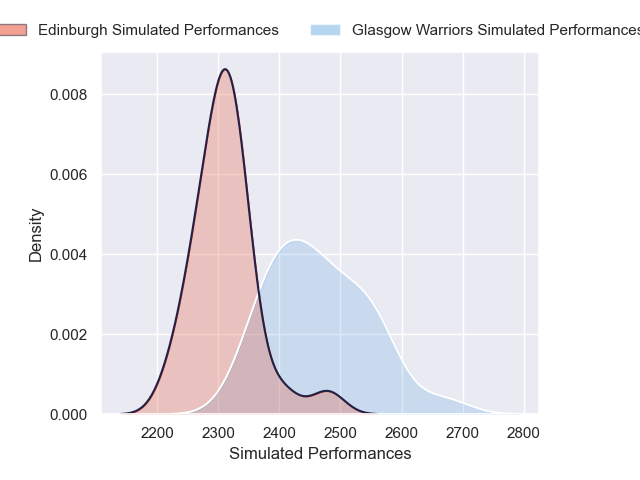 Edinburgh Simulated Performances Glasgow Warriors Simulated Performances
0.008
0.006
0.004
0.002
0.000
Density
2200 2300 2400 2500 2600 2700 2800
Simulated Performances